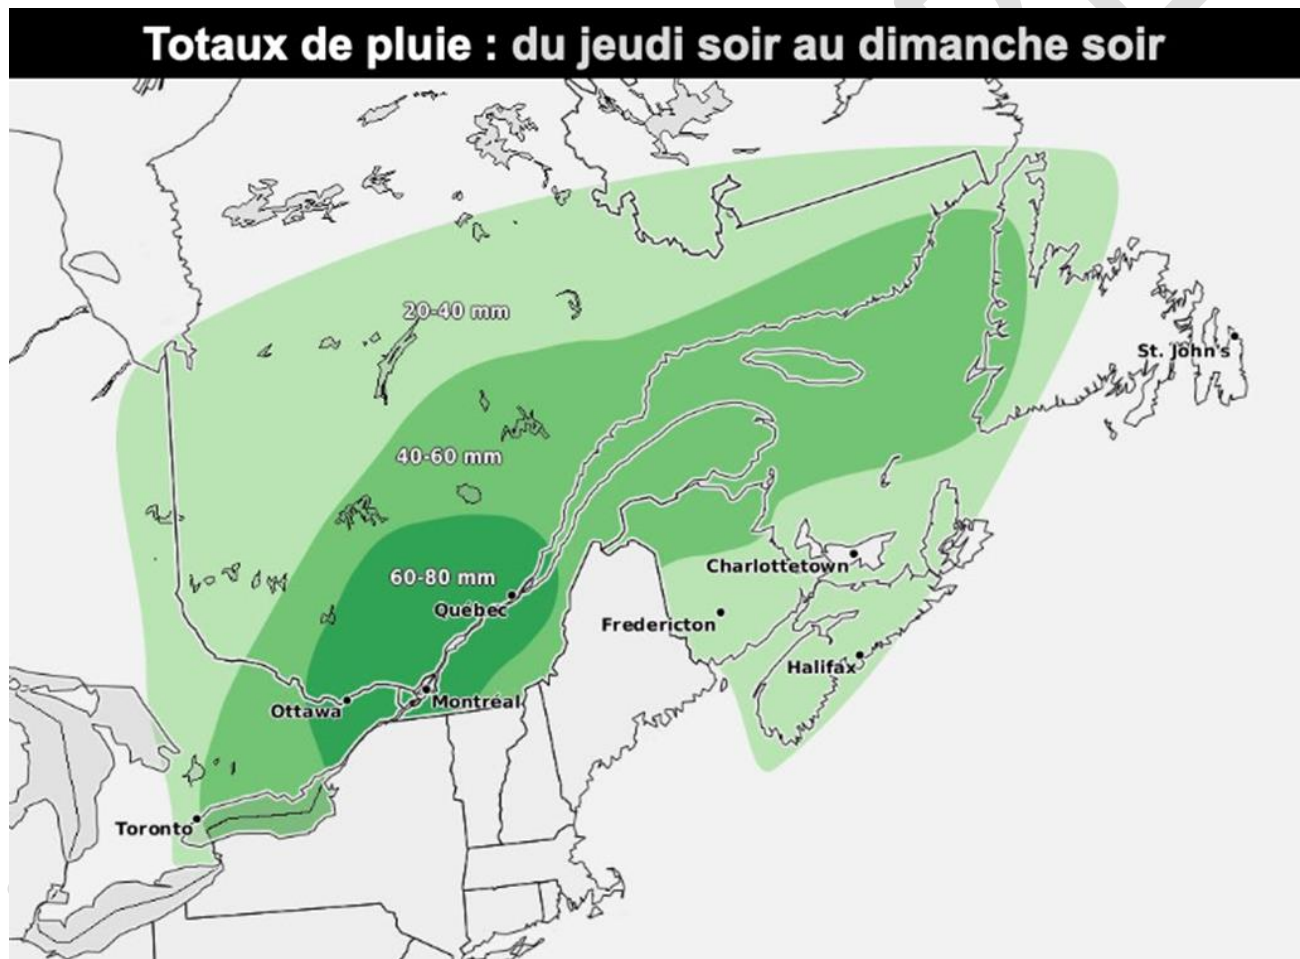 Totaux de pluie : du jeudi soir au dimanche soir
20-40 mm
St. John's
40-60 mm
Charlottetown
60-80 mm
Québec
Fredericton
Halifax
Ottawa
Montréal
Toronto